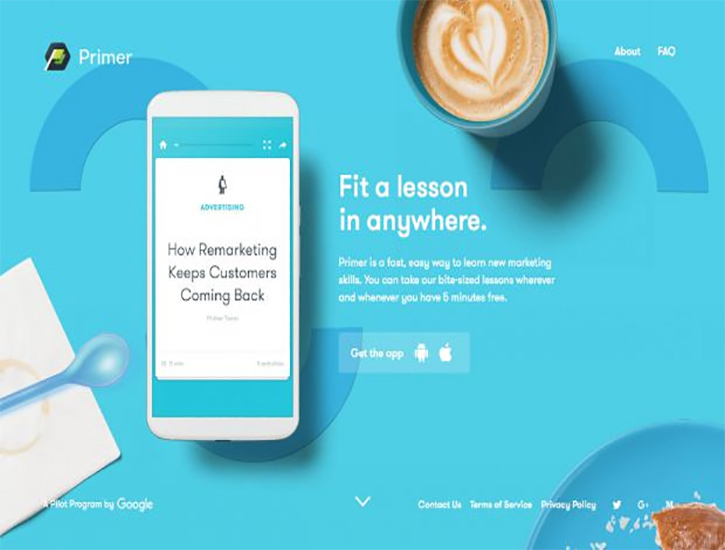 Primer
About FAQ
ADVERTISING
How Remarketing
Keeps Customers
Coming Back
Primer Team
5 min
Fit a lesson
in anywhere.
Primer is a fast, easy way to learn new marketing
skills. You can take our bite-sized lessons wherever
and whenever you have 5 minutes free.
Get the app
A Pilot Program by Google
Contact Us Terms of Service Privacy Policy G+ M